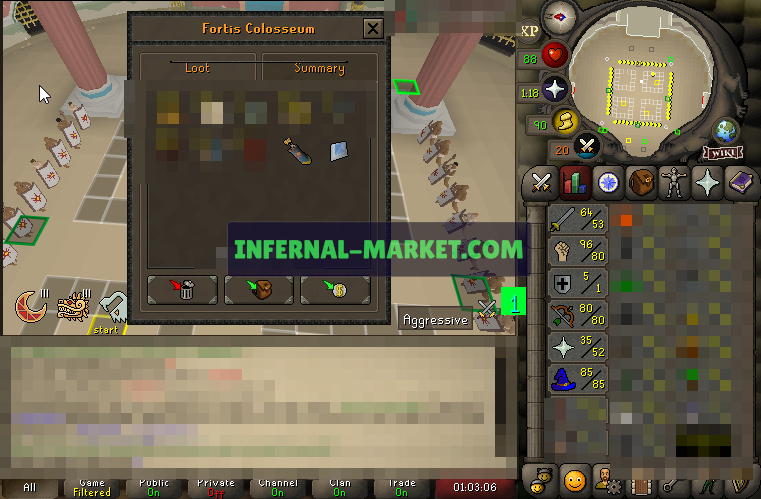 Fortis Colosseum
Loot
Summary
XP
88
1:18
90
20
WIKI
64
53
96
80
5
1
80
80
35
52
85
85
INFERNAL-MARKET.COM
1
Aggressive
start
All
Game
Filtered
Public
On
Private
Off
Channel
On
Clan
On
Trade
On
01:03:06